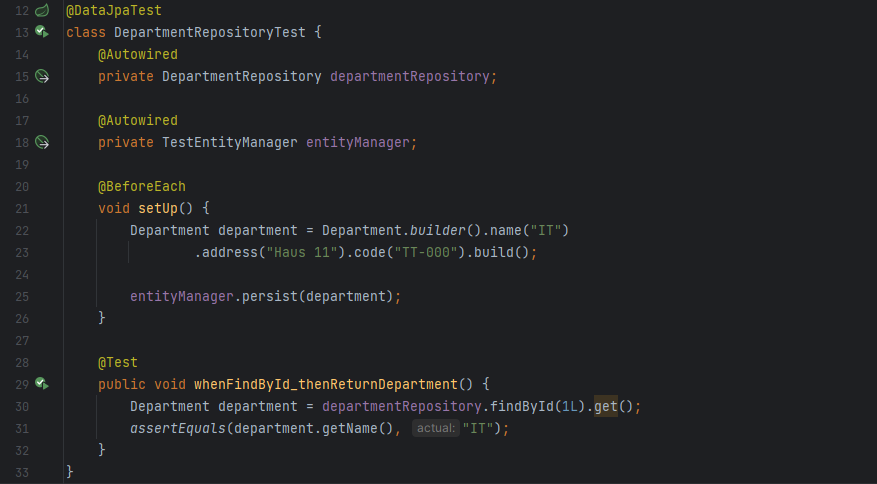 12 @DataJpaTest
13 class DepartmentRepositoryTest {
14     @Autowired
15     private DepartmentRepository departmentRepository;
16
17     @Autowired
18     private TestEntityManager entityManager;
19
20     @BeforeEach
21     void setUp() {
22         Department department = Department.builder().name("IT")
23                 .address("Haus 11").code("TT-000").build();
24
25         entityManager.persist(department);
26     }
27
28     @Test
29     public void whenFindById_thenReturnDepartment() {
30         Department department = departmentRepository.findById(1L).get();
31         assertEquals(department.getName(), actual: "IT");
32     }
33 }